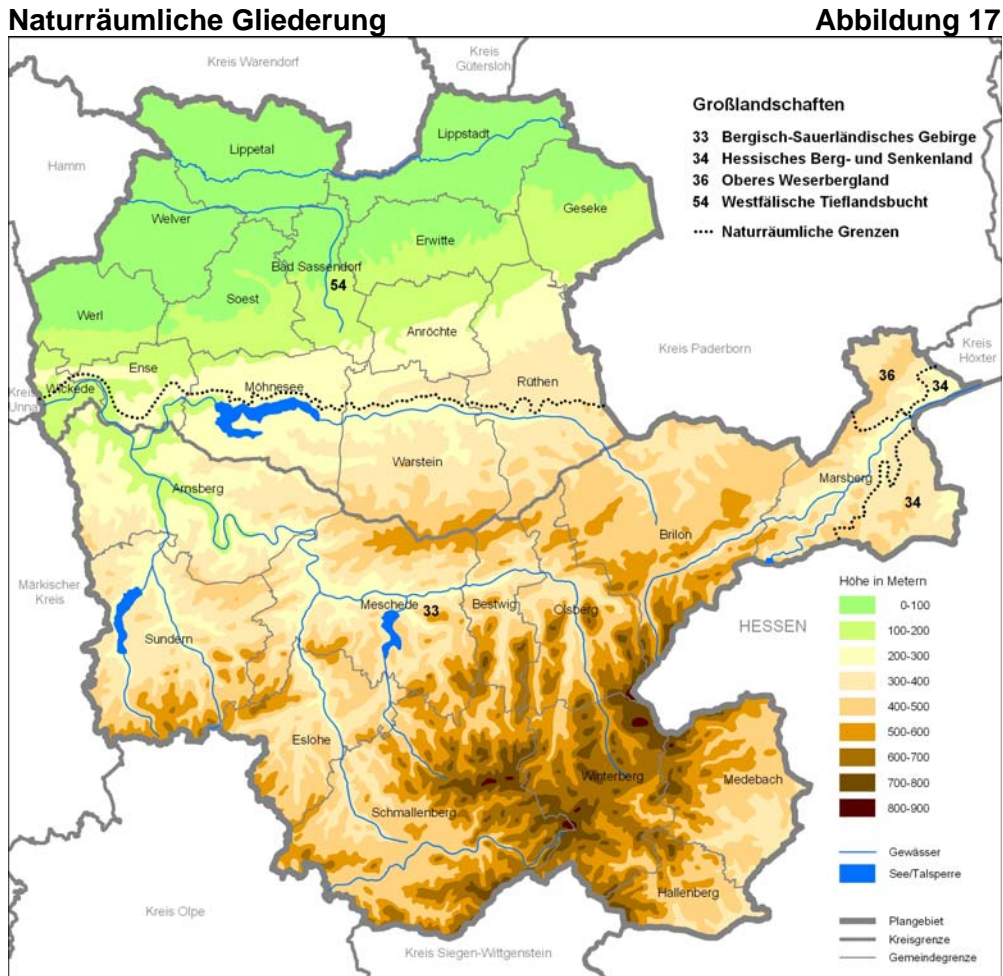 Naturräumliche Gliederung
Abbildung 17
Kreis Warendorf
Kreis
Gütersloh
Großlandschaften
33 Bergisch-Sauerländisches Gebirge
34 Hessisches Berg- und Senkenland
36 Oberes Weserbergland
54 Westfälische Tieflandsbucht
Naturräumliche Grenzen
Lippetal
Lippstadt
Hamm
Welver
Geseke
Erwitte
Bad Sassendorf
54
Soest
Werl
Anröchte
Kreis Paderborn
Kreis
Höxter
Ense
Wickede
Kreis
Unna
Möhnesee
Rüthen
36
34
Warstein
Marsberg
Arnsberg
34
Brilon
Märkischer
Kreis
Meschede
33
Bestwig
Olsberg
HESSEN
Sundern
Höhe in Metern
0-100
100-200
200-300
300-400
400-500
500-600
600-700
700-800
800-900
Eslohe
Winterberg
Medebach
Schmallenberg
Gewässer
See/Talsperre
Hallenberg
Kreis Olpe
Plangebiet
Kreisgrenze
Gemeindegrenze
Kreis Siegen-Wittgenstein